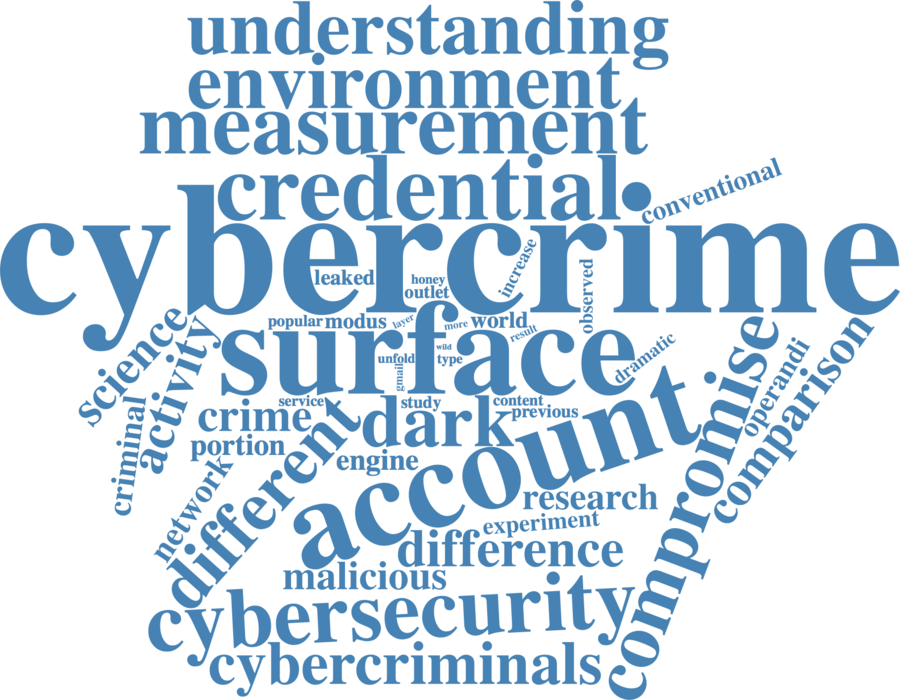 understanding
environment
measurement
credential
conventional
cybercrime
leaked
honey
outlet
increase
observed
popular
modus
layer
more
world
result
surface
wild
unfold
type
gmail
dramatic
science
activity
criminal
service
study
content
previous
crime
dark
portion
engine
different
network
account
compromise
operandi
comparison
research
experiment
difference
malicious
cybersecurity
cybercriminals